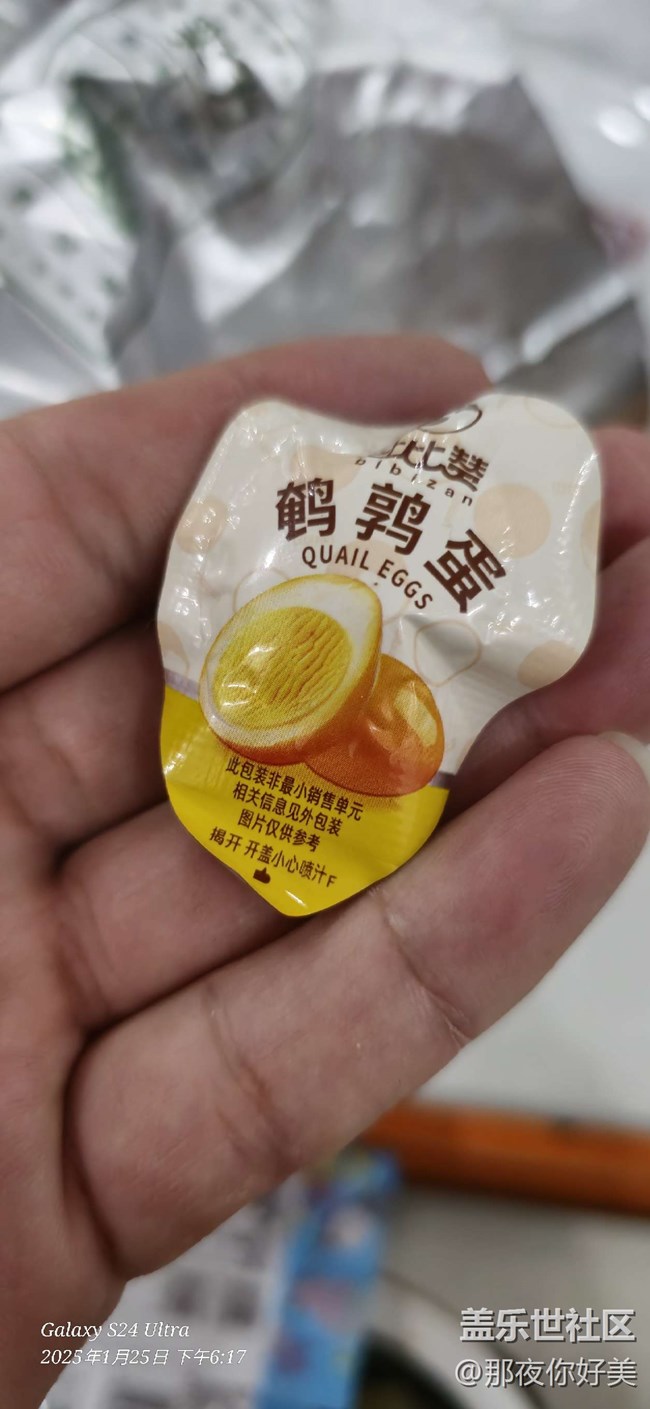 比赞
bibizan
鹌鹑蛋
QUAIL EGGS
此包装非最小销售单元
相关信息见外包装
图片仅供参考
揭开 开盖小心喷汁F
Galaxy S24 Ultra
2025年1月25日 下午6:17
盖乐世社区
@那夜你好美